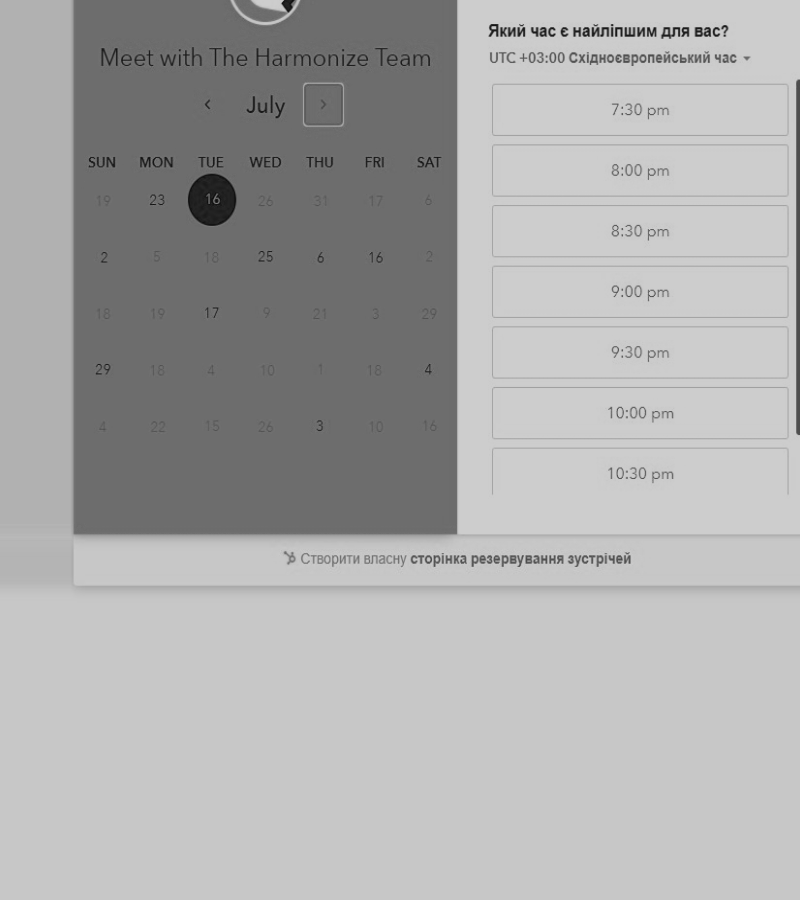 Meet with The Harmonize Team
July
SUN MON TUE WED THU FRI SAT
19 23 16 26 31 17 6
2 5 18 25 6 16 2
18 19 17 9 21 3 29
29 18 4 10 1 18 4
4 22 15 26 3 10 16
Який час є найліпшим для вас?
UTC +03:00 Східноєвропейський час
7:30 pm
8:00 pm
8:30 pm
9:00 pm
9:30 pm
10:00 pm
10:30 pm
Створити власну сторінка резервування зустрічей